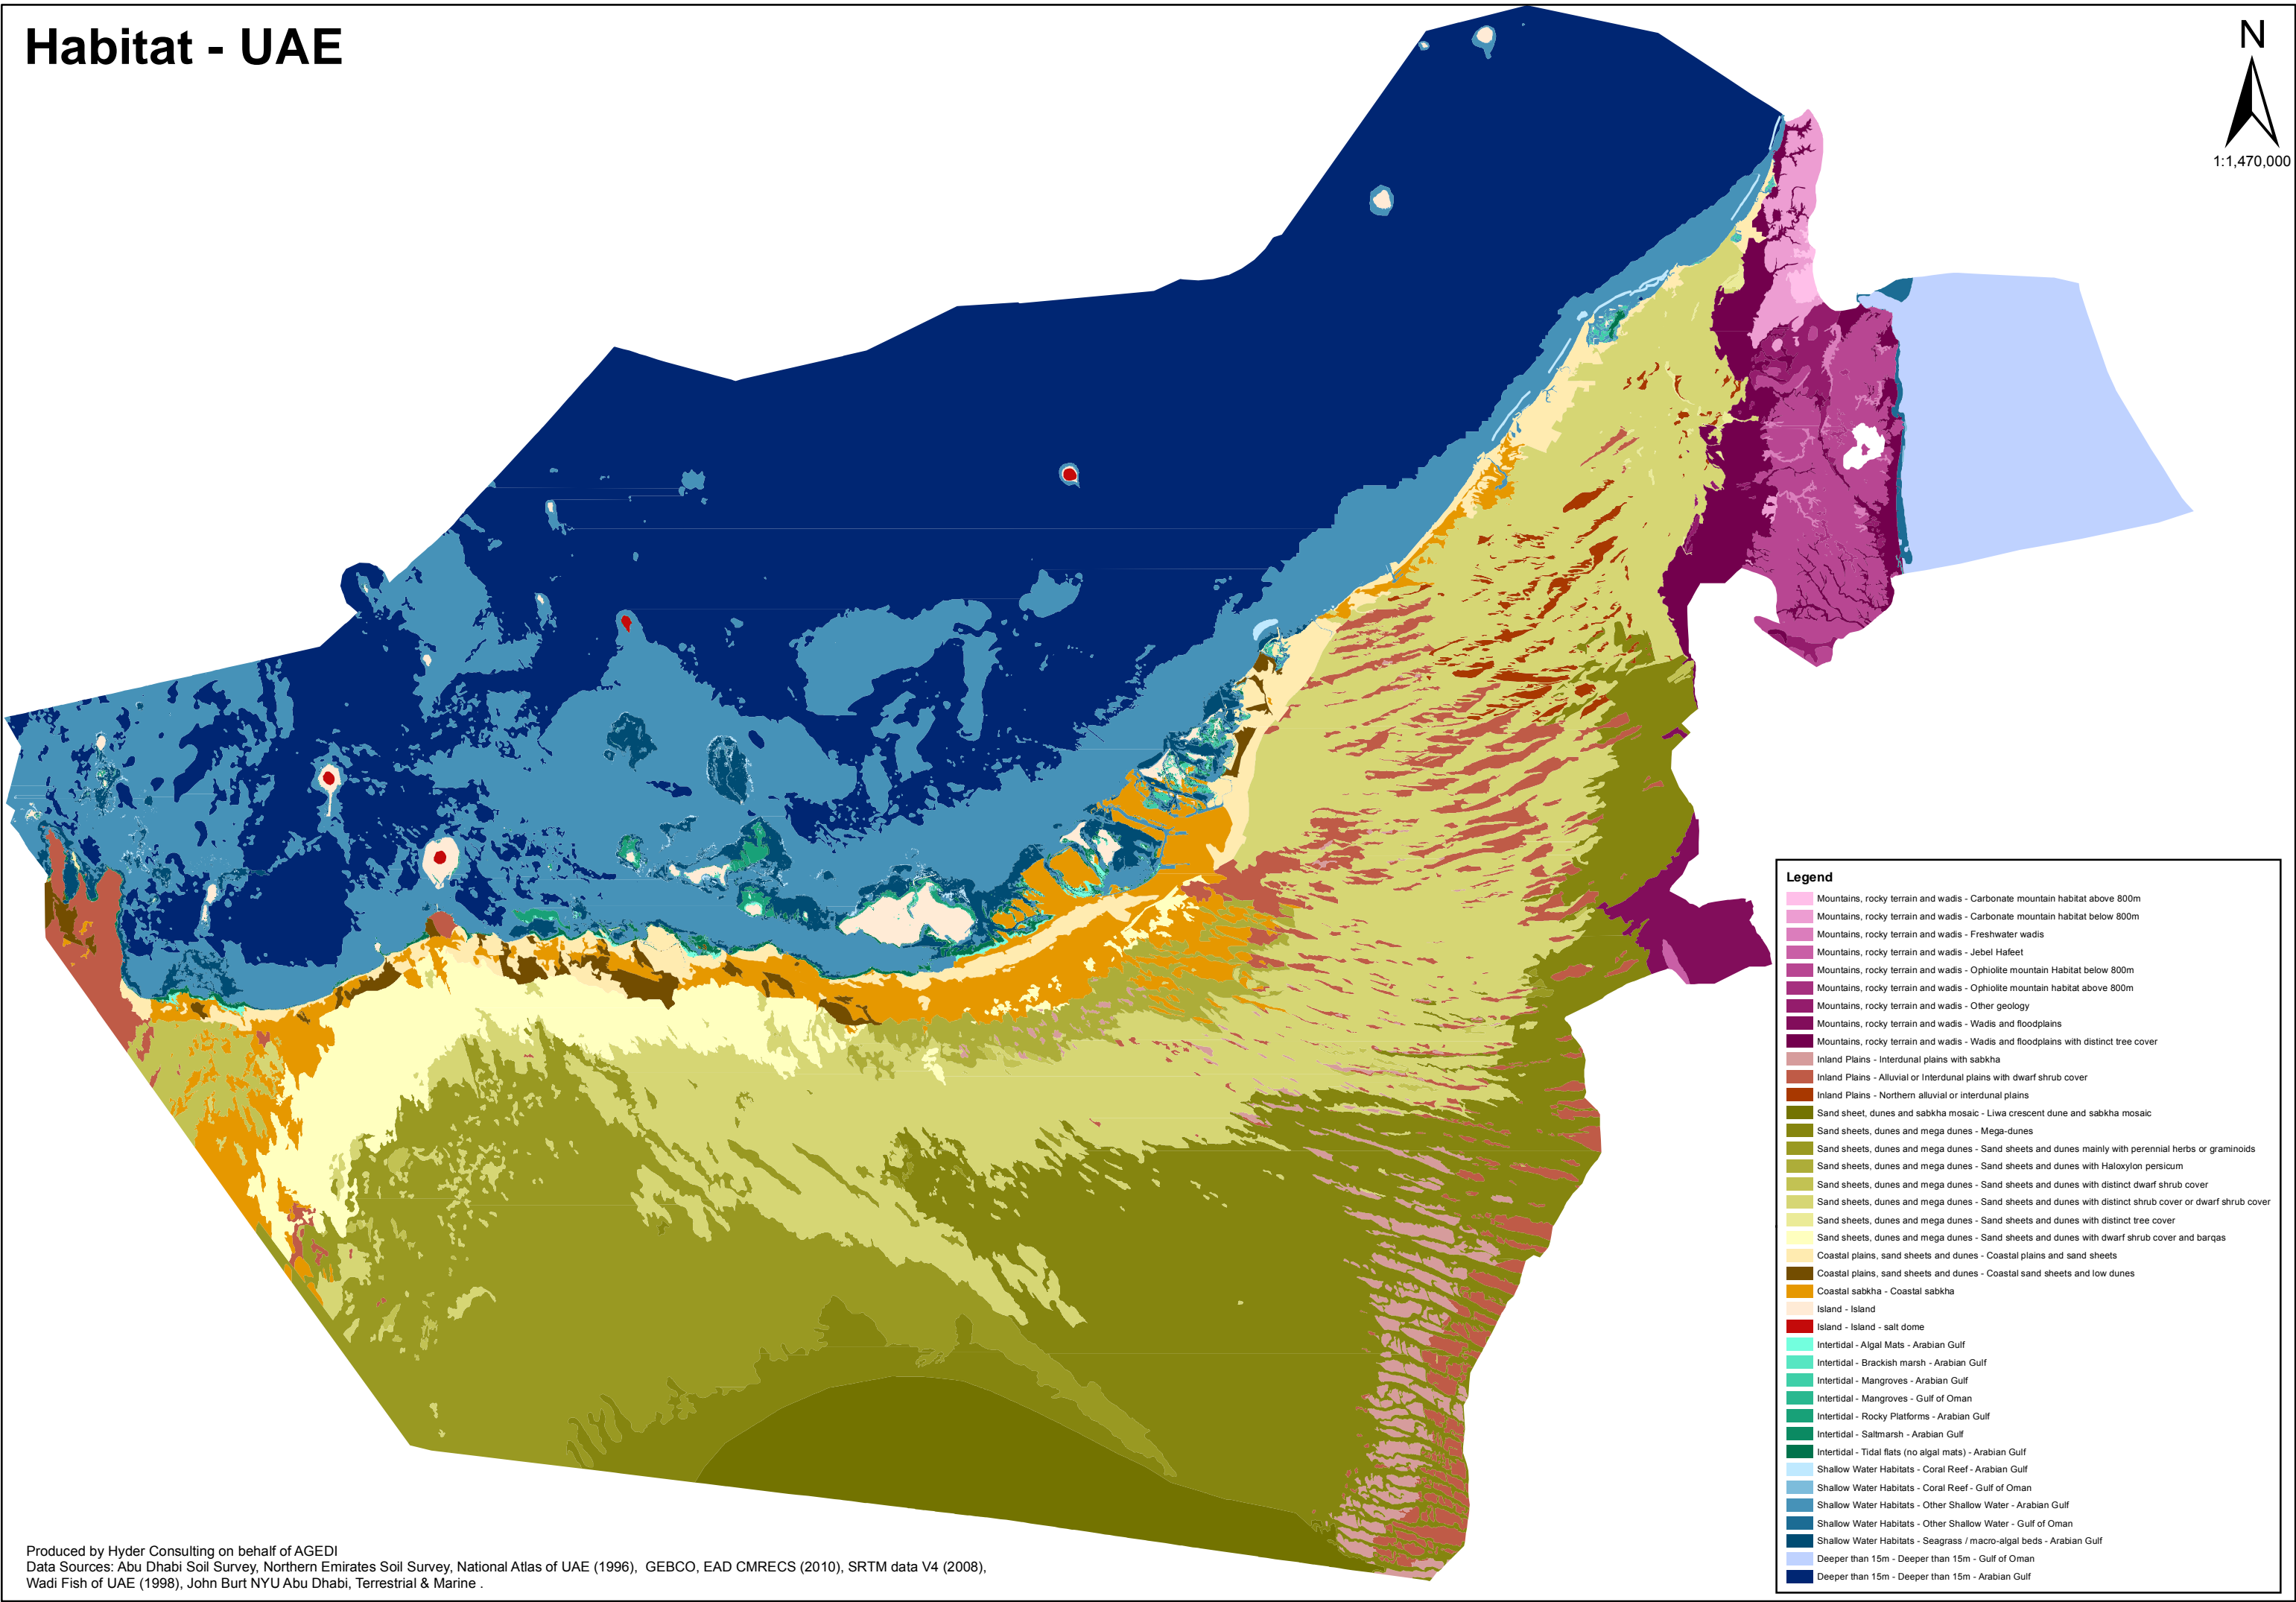 Habitat - UAE
N
1:1,470,000
Legend
Mountains, rocky terrain and wadis - Carbonate mountain habitat above 800m
Mountains, rocky terrain and wadis - Carbonate mountain habitat below 800m
Mountains, rocky terrain and wadis - Freshwater wadis
Mountains, rocky terrain and wadis - Jebel Hafeet
Mountains, rocky terrain and wadis - Ophiolite mountain Habitat below 800m
Mountains, rocky terrain and wadis - Ophiolite mountain habitat above 800m
Mountains, rocky terrain and wadis - Other geology
Mountains, rocky terrain and wadis - Wadis and floodplains
Mountains, rocky terrain and wadis - Wadis and floodplains with distinct tree cover
Inland Plains - Interdunal plains with sabkha
Inland Plains - Alluvial or Interdunal plains with dwarf shrub cover
Inland Plains - Northern alluvial or interdunal plains
Sand sheet, dunes and sabkha mosaic - Liwa crescent dune and sabkha mosaic
Sand sheets, dunes and mega dunes - Mega-dunes
Sand sheets, dunes and mega dunes - Sand sheets and dunes mainly with perennial herbs or graminoids
Sand sheets, dunes and mega dunes - Sand sheets and dunes with Haloxylon persicum
Sand sheets, dunes and mega dunes - Sand sheets and dunes with distinct dwarf shrub cover
Sand sheets, dunes and mega dunes - Sand sheets and dunes with distinct shrub cover or dwarf shrub cover
Sand sheets, dunes and mega dunes - Sand sheets and dunes with distinct tree cover
Sand sheets, dunes and mega dunes - Sand sheets and dunes with dwarf shrub cover and barqas
Coastal plains, sand sheets and dunes - Coastal plains and sand sheets
Coastal plains, sand sheets and dunes - Coastal sand sheets and low dunes
Coastal sabkha - Coastal sabkha
Island - Island
Island - Island - salt dome
Intertidal - Algal Mats - Arabian Gulf
Intertidal - Brackish marsh - Arabian Gulf
Intertidal - Mangroves - Arabian Gulf
Intertidal - Mangroves - Gulf of Oman
Intertidal - Rocky Platforms - Arabian Gulf
Intertidal - Saltmarsh - Arabian Gulf
Intertidal - Tidal flats (no algal mats) - Arabian Gulf
Shallow Water Habitats - Coral Reef - Arabian Gulf
Shallow Water Habitats - Coral Reef - Gulf of Oman
Shallow Water Habitats - Other Shallow Water - Arabian Gulf
Shallow Water Habitats - Other Shallow Water - Gulf of Oman
Shallow Water Habitats - Seagrass / macro-algal beds - Arabian Gulf
Deeper than 15m - Deeper than 15m - Gulf of Oman
Deeper than 15m - Deeper than 15m - Arabian Gulf
Produced by Hyder Consulting on behalf of AGEDI
Data Sources: Abu Dhabi Soil Survey, Northern Emirates Soil Survey, National Atlas of UAE (1996), GEBCO, EAD CMRECS (2010), SRTM data V4 (2008),
Wadi Fish of UAE (1998), John Burt NYU Abu Dhabi, Terrestrial & Marine .